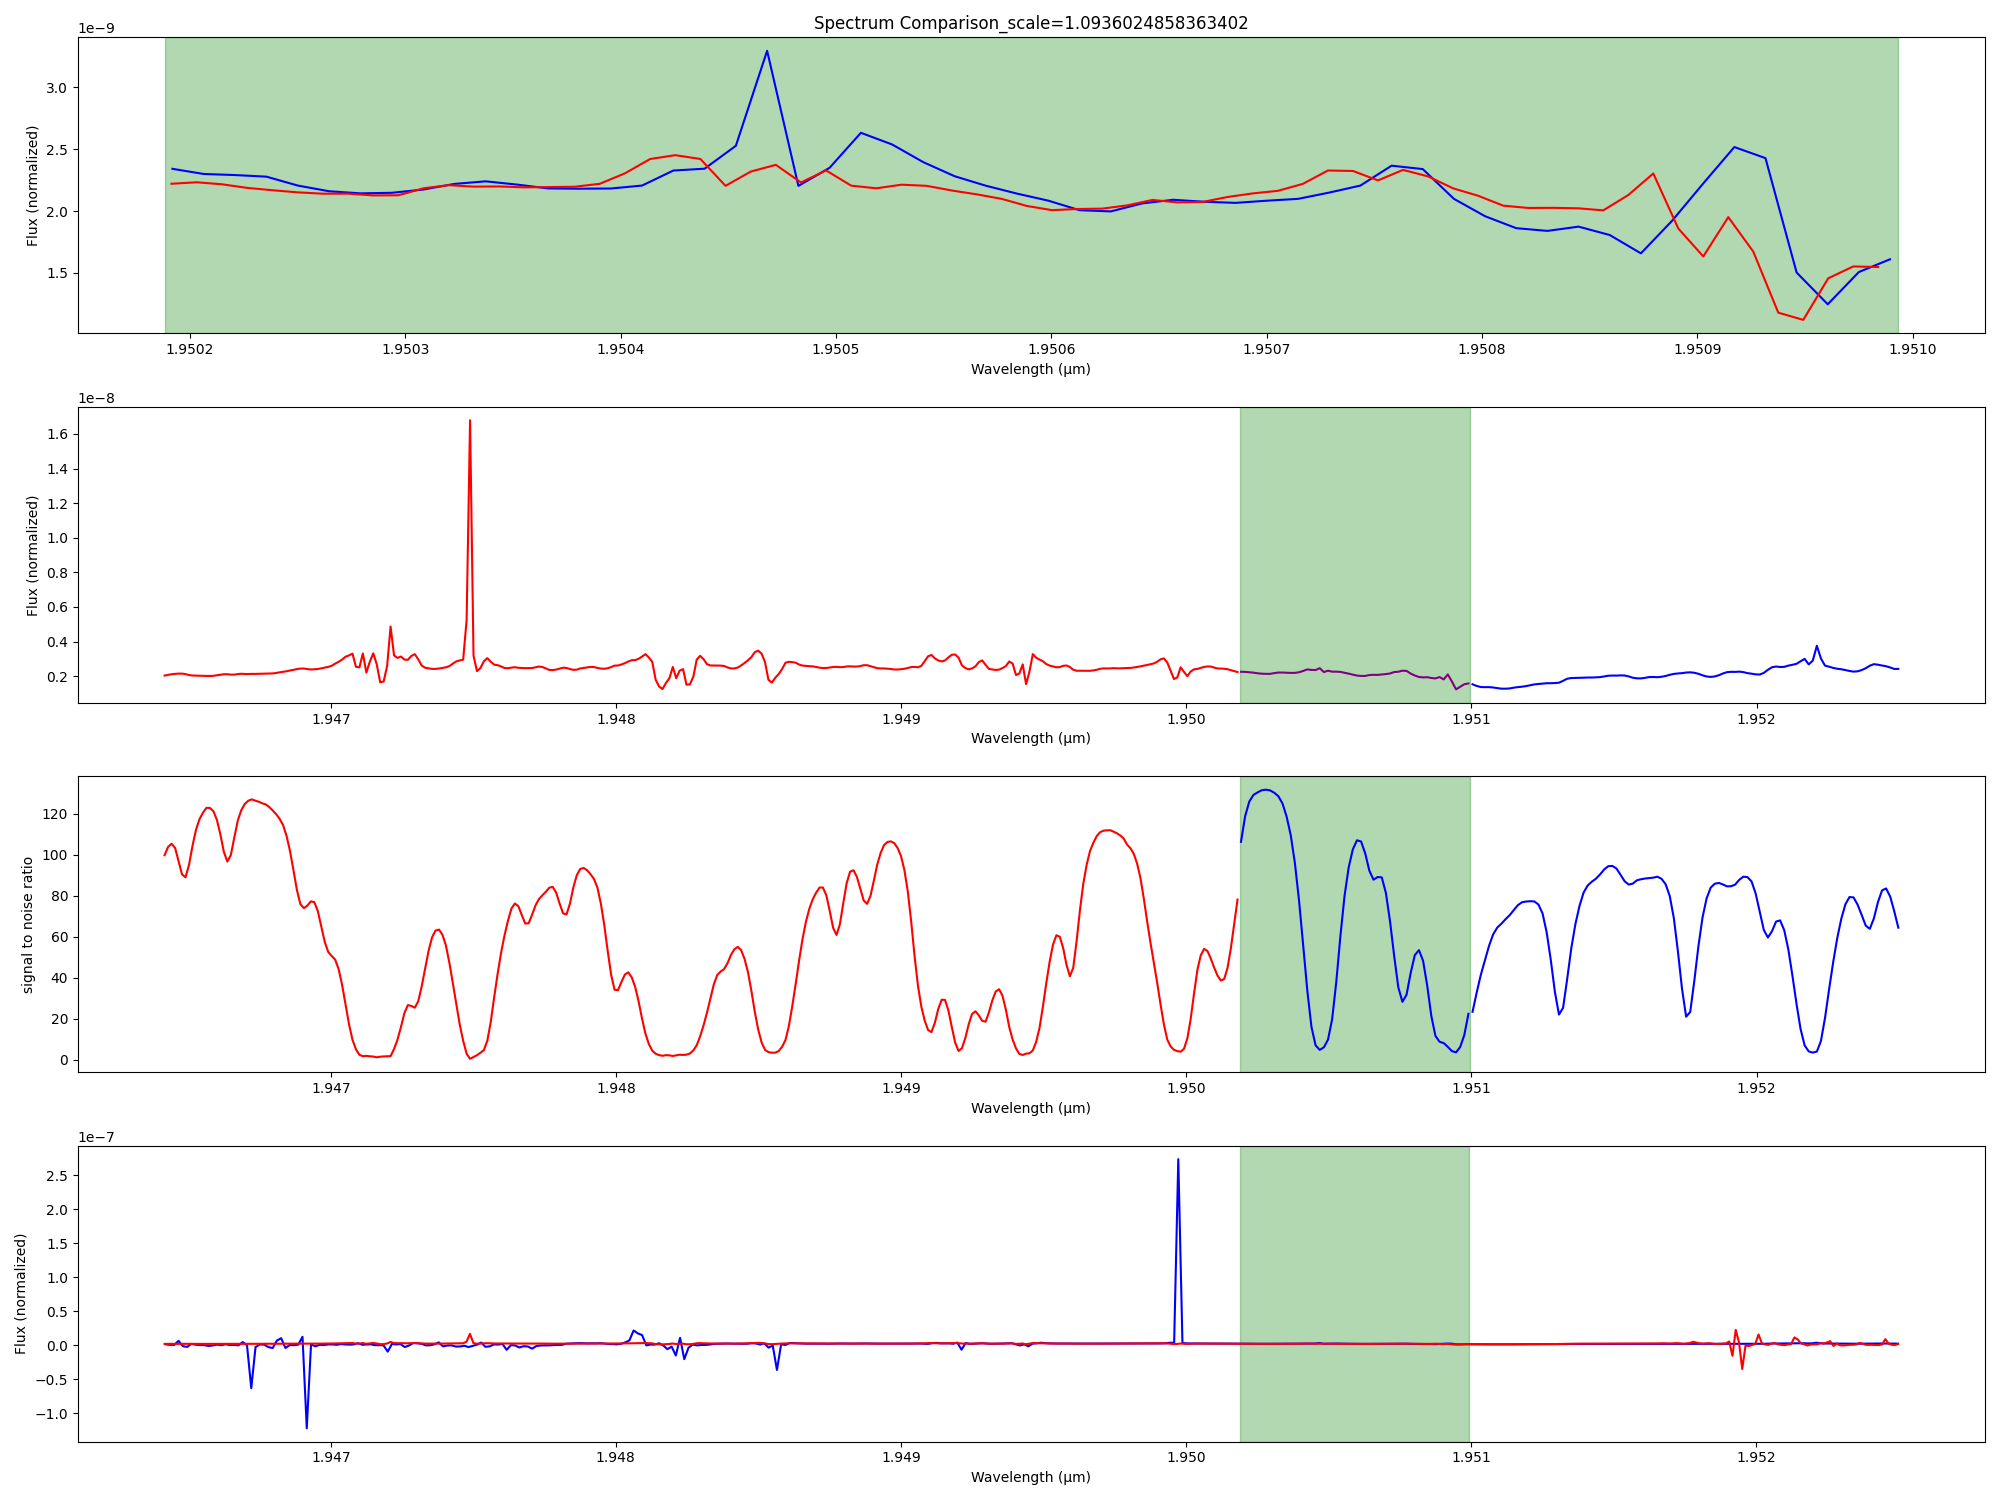 Spectrum Comparison_scale=1.0936024858363402
1e−9
Flux (normalized)
3.0
2.5
2.0
1.5
1.9502 1.9503 1.9504 1.9505 1.9506 1.9507 1.9508 1.9509 1.9510
Wavelength (μm)
1e−8
Flux (normalized)
1.6
1.4
1.2
1.0
0.8
0.6
0.4
0.2
1.947 1.948 1.949 1.950 1.951 1.952
Wavelength (μm)
signal to noise ratio
120
100
80
60
40
20
0
1.947 1.948 1.949 1.950 1.951 1.952
Wavelength (μm)
1e−7
Flux (normalized)
2.5
2.0
1.5
1.0
0.5
0.0
−0.5
−1.0
1.947 1.948 1.949 1.950 1.951 1.952
Wavelength (μm)